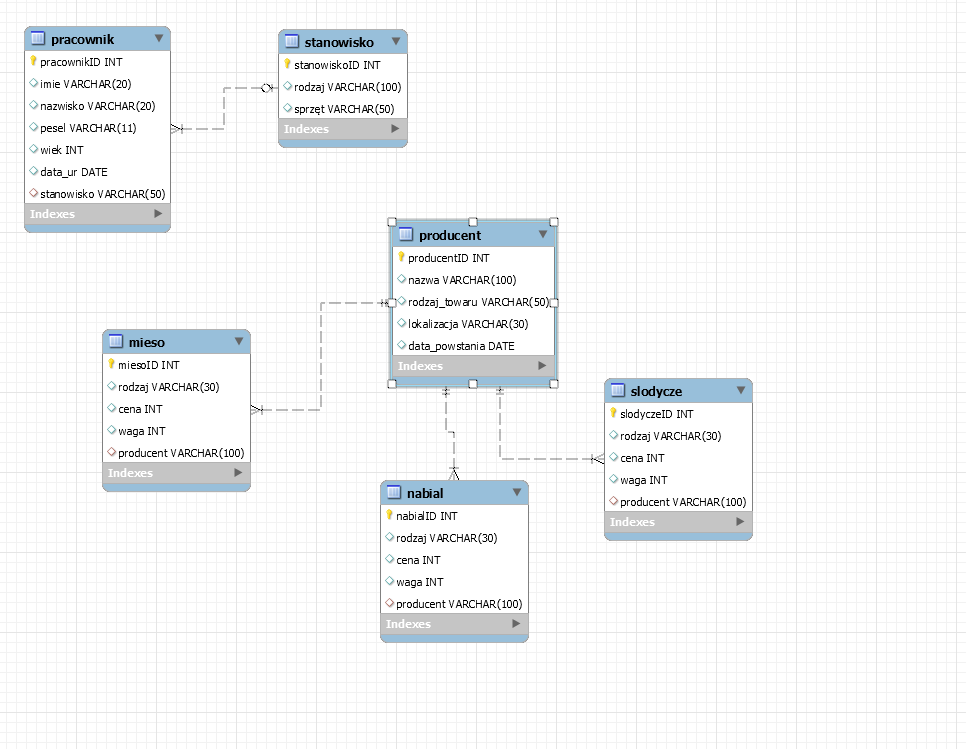 pracownik
pracownikID INT
imie VARCHAR(20)
nazwisko VARCHAR(20)
pesel VARCHAR(11)
wiek INT
data_ur DATE
stanowisko VARCHAR(50)
Indexes
stanowisko
stanowiskoID INT
rodzaj VARCHAR(100)
sprzęt VARCHAR(50)
Indexes
producent
producentID INT
nazwa VARCHAR(100)
rodzaj_towaru VARCHAR(50)
lokalizacja VARCHAR(30)
data_powstania DATE
Indexes
mieso
miesoID INT
rodzaj VARCHAR(30)
cena INT
waga INT
producent VARCHAR(100)
Indexes
slodycze
slodyczeID INT
rodzaj VARCHAR(30)
cena INT
waga INT
producent VARCHAR(100)
Indexes
nabial
nabialID INT
rodzaj VARCHAR(30)
cena INT
waga INT
producent VARCHAR(100)
Indexes